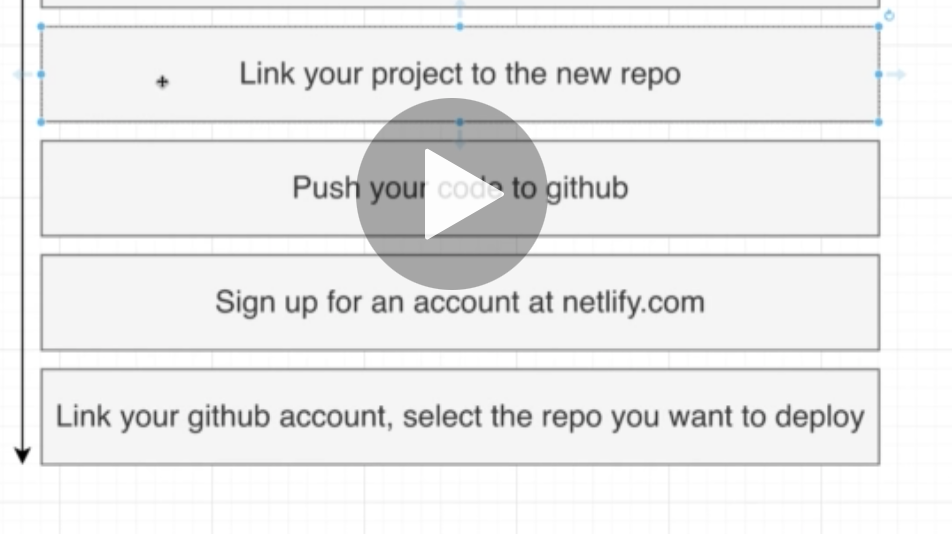 Link your project to the new repo
Push your code to github
Sign up for an account at netlify.com
Link your github account, select the repo you want to deploy